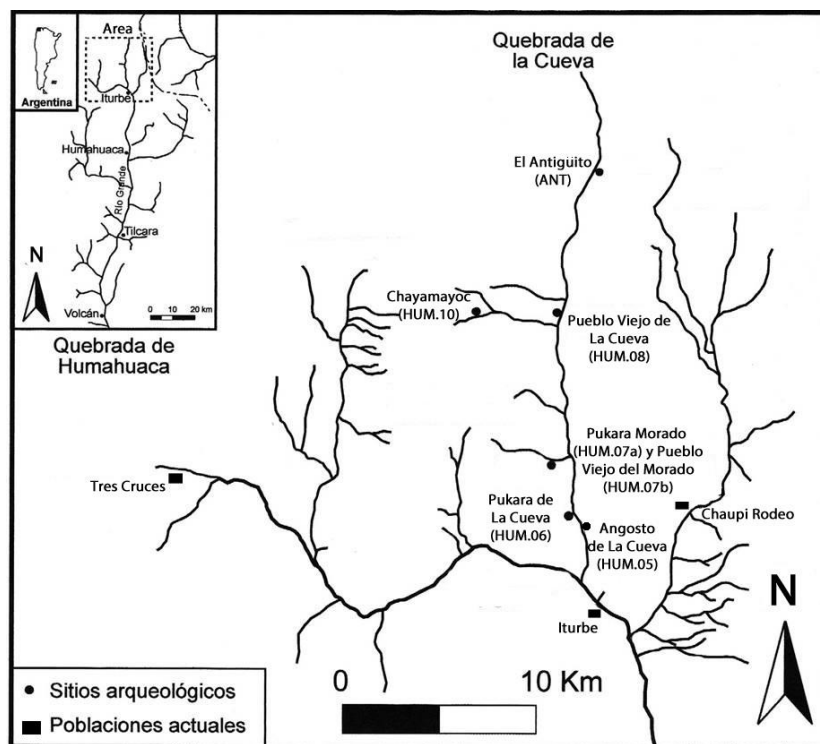 Area
Argentina
Iturbe
Humahuaca
Río Grande
Tilcara
N
Volcán
0 10 20 km
Quebrada de
Humahuaca
Quebrada de
la Cueva
El Antigüito
(ANT)
Chayamayoc
(HUM.10)
Pueblo Viejo de
La Cueva
(HUM.08)
Pukara Morado
(HUM.07a) y Pueblo
Viejo del Morado
(HUM.07b)
Tres Cruces
Pukara de
La Cueva
(HUM.06)
Angosto
de La Cueva
(HUM.05)
Chaupi Rodeo
Iturbe
N
0 10 Km
Sitios arqueológicos
Poblaciones actuales